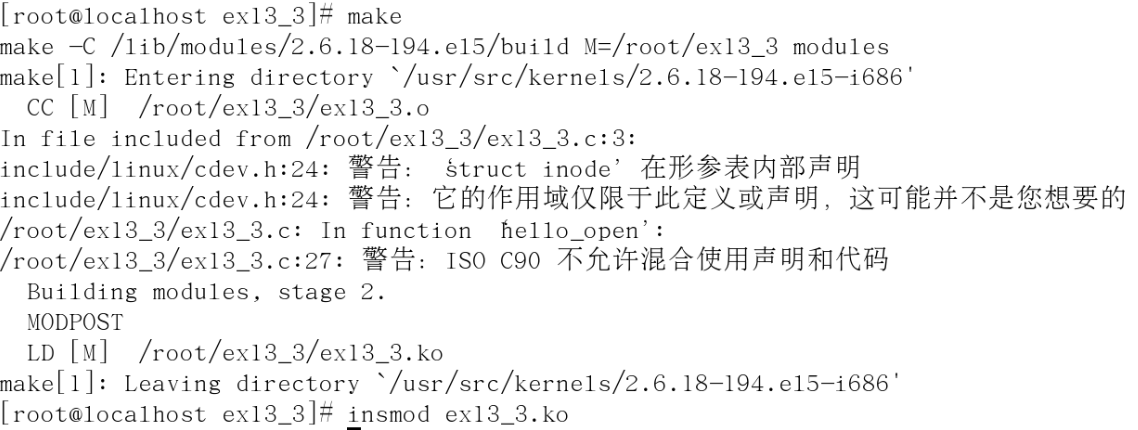 [root@localhost ex13_3]# make
make -C /lib/modules/2.6.18-194.el5/build M=/root/ex13_3 modules
make[1]: Entering directory `/usr/src/kernels/2.6.18-194.el5-i686'
  CC [M]  /root/ex13_3/ex13_3.o
In file included from /root/ex13_3/ex13_3.c:3:
include/linux/cdev.h:24: 警告： ‘struct inode’ 在形参表内部声明
include/linux/cdev.h:24: 警告：它的作用域仅限于此定义或声明，这可能并不是您想要的
/root/ex13_3/ex13_3.c: In function ‘hello_open’:
/root/ex13_3/ex13_3.c:27: 警告：ISO C90 不允许混合使用声明和代码
  Building modules, stage 2.
  MODPOST
  LD [M]  /root/ex13_3/ex13_3.ko
make[1]: Leaving directory `/usr/src/kernels/2.6.18-194.el5-i686'
[root@localhost ex13_3]# insmod ex13_3.ko